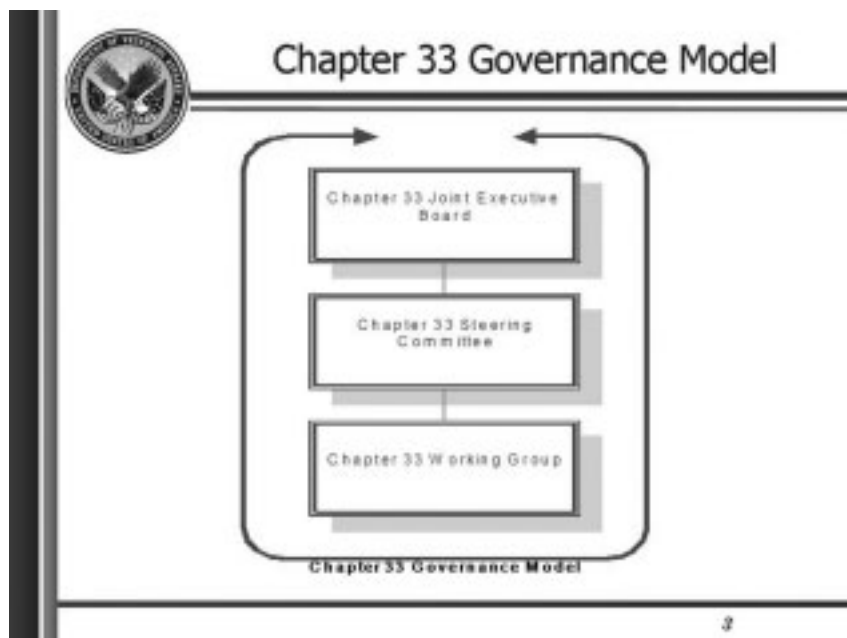 Chapter 33 Governance Model
Chapter 33 Joint Executive
Board
Chapter 33 Steering
Committee
Chapter 33 Working Group
Chapter 33 Governance Model
3